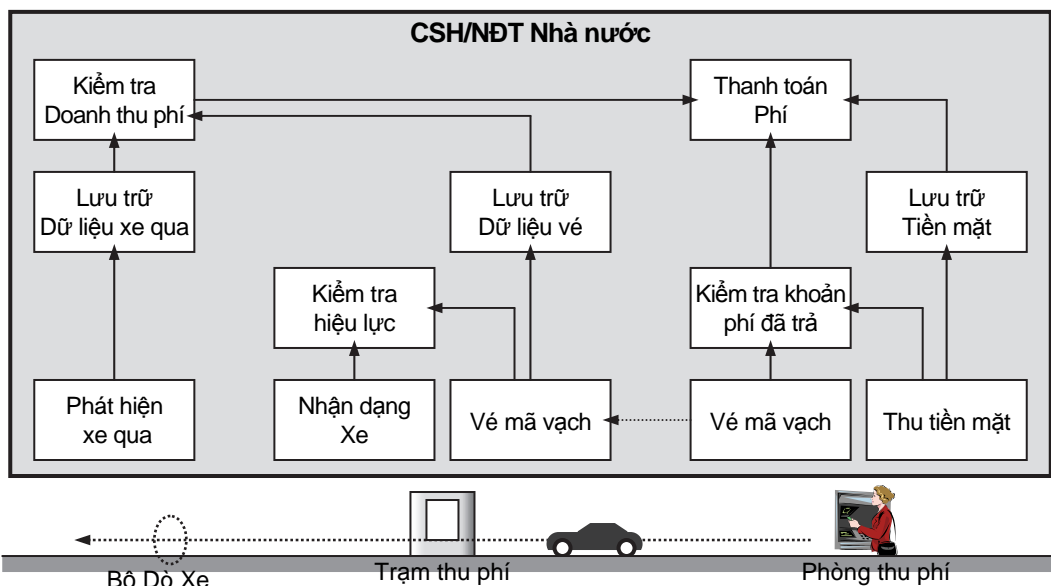 CSH/NĐT Nhà nước
Kiểm tra
Doanh thu phí
Thanh toán
Phí
Lưu trữ
Dữ liệu xe qua
Lưu trữ
Dữ liệu vé
Lưu trữ
Tiền mặt
Kiểm tra
hiệu lực
Kiểm tra khoản
phí đã trả
Phát hiện
xe qua
Nhận dạng
Xe
Vé mã vạch
Vé mã vạch
Thu tiền mặt
Bộ Dò Xe
Trạm thu phí
Phòng thu phí